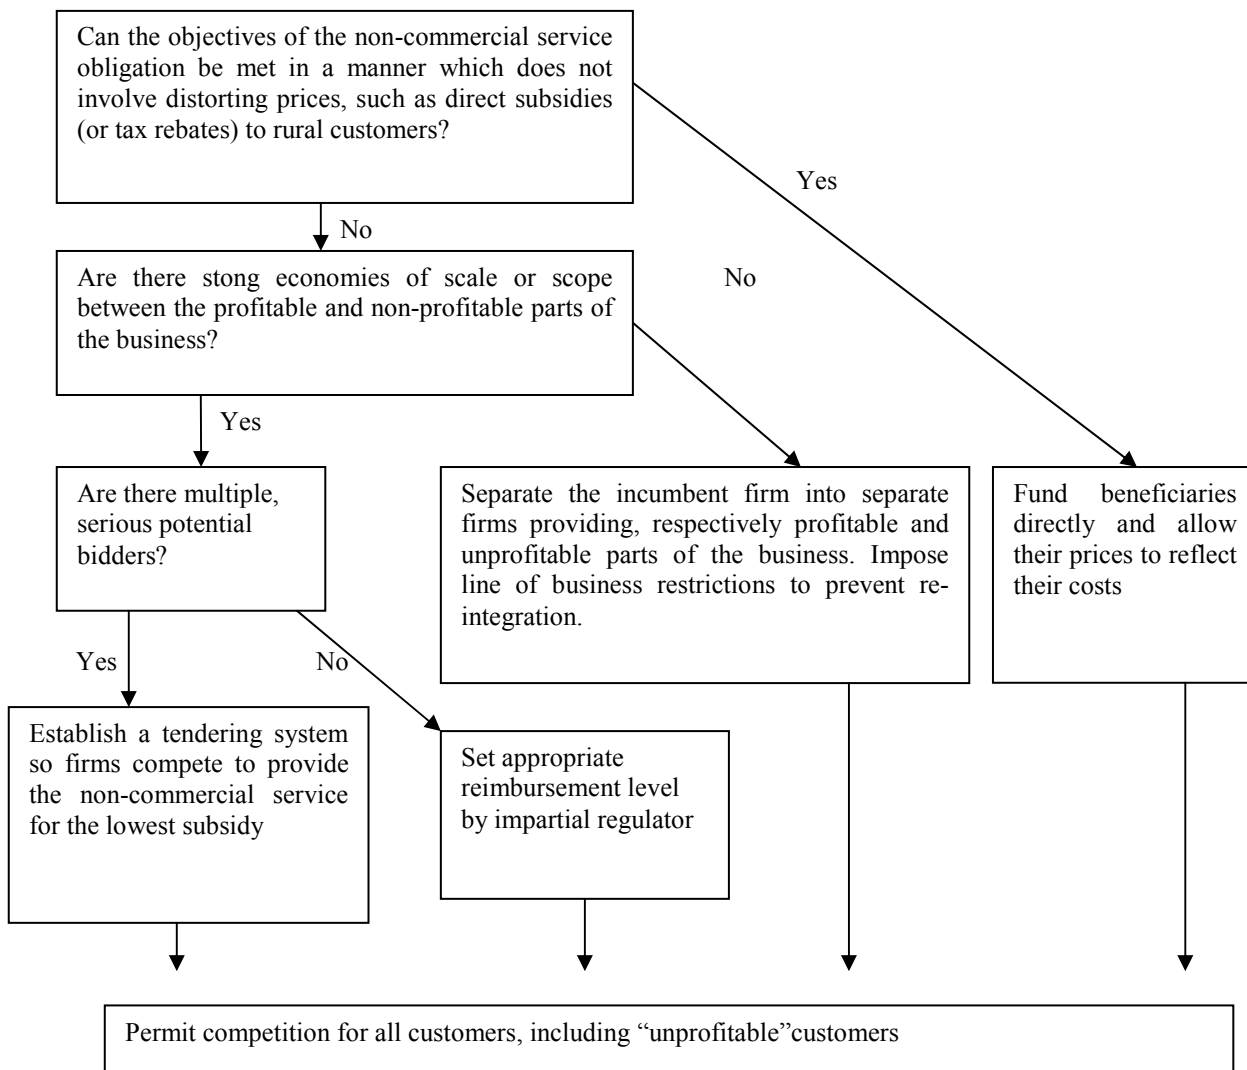 Can the objectives of the non-commercial service
obligation be met in a manner which does not
involve distorting prices, such as direct subsidies
(or tax rebates) to rural customers?
Yes
No
Are there stong economies of scale or scope
between the profitable and non-profitable parts of
the business?
No
Yes
Are there multiple,
serious potential
bidders?
Separate the incumbent firm into separate
firms providing, respectively profitable and
unprofitable parts of the business. Impose
line of business restrictions to prevent re-
integration.
Fund beneficiaries
directly and allow
their prices to reflect
their costs
Yes
No
Establish a tendering system
so firms compete to provide
the non-commercial service
for the lowest subsidy
Set appropriate
reimbursement level
by impartial regulator
Permit competition for all customers, including “unprofitable”customers